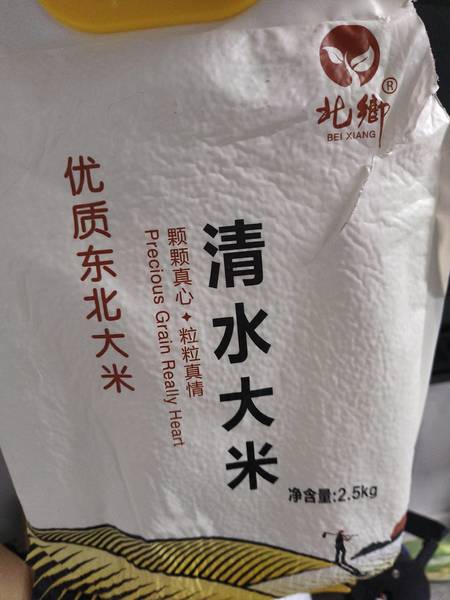 北鄉®
BEI XIANG
优质东北大米
颗颗真心✦粒粒真情
Precious Grain Really Heart
清水大米
净含量:2.5kg